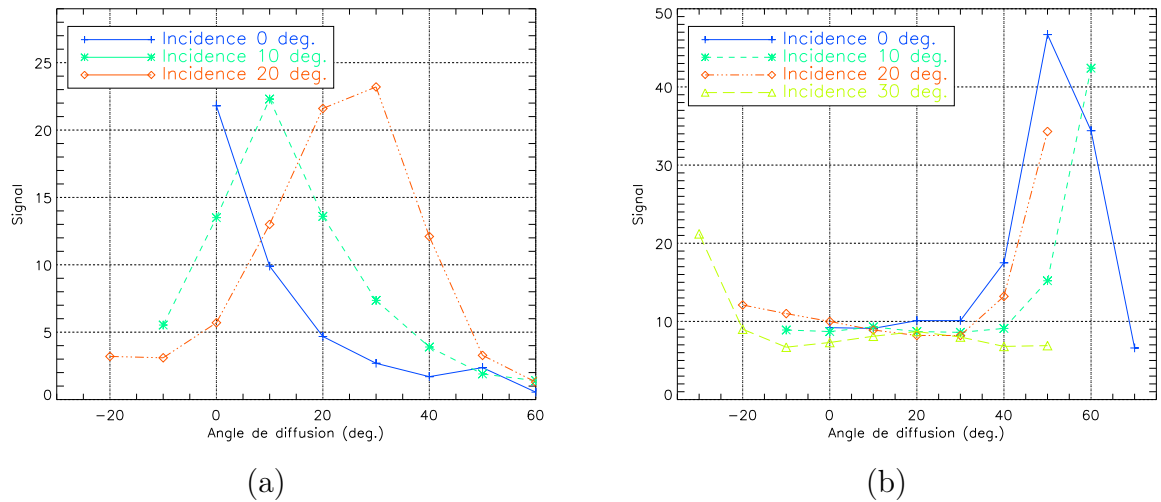 25
20
15
10
5
0
−20
0
20
40
60
Signal
Angle de diffusion (deg.)
Incidence 0 deg.
Incidence 10 deg.
Incidence 20 deg.
(a)
50
40
30
20
10
0
−20
0
20
40
60
Signal
Angle de diffusion (deg.)
Incidence 0 deg.
Incidence 10 deg.
Incidence 20 deg.
Incidence 30 deg.
(b)